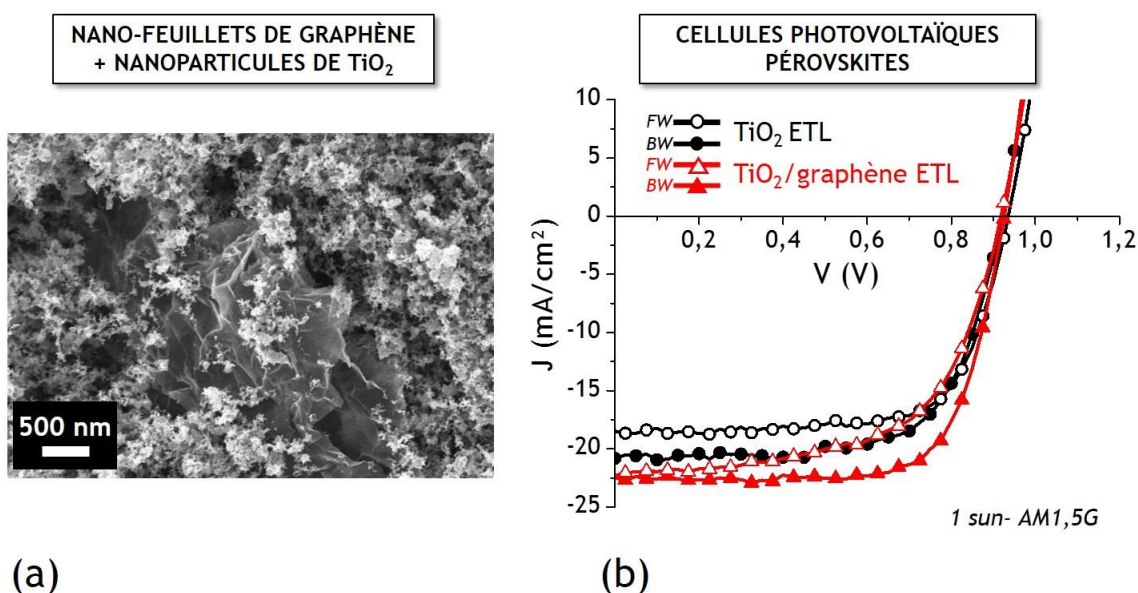 NANO-FEUILLETS DE GRAPHÈNE
+ NANOPARTICULES DE TiO₂
500 nm
(a)
CELLULES PHOTOVOLTAÏQUES
PÉROVSKITES
10
5
0
-5
-10
-15
-20
-25
J (mA/cm²)
FW
BW
TiO₂ ETL
FW
BW
TiO₂/graphène ETL
0,2
0,4
0,6
0,8
1,0
1,2
V (V)
1 sun- AM1,5G
(b)